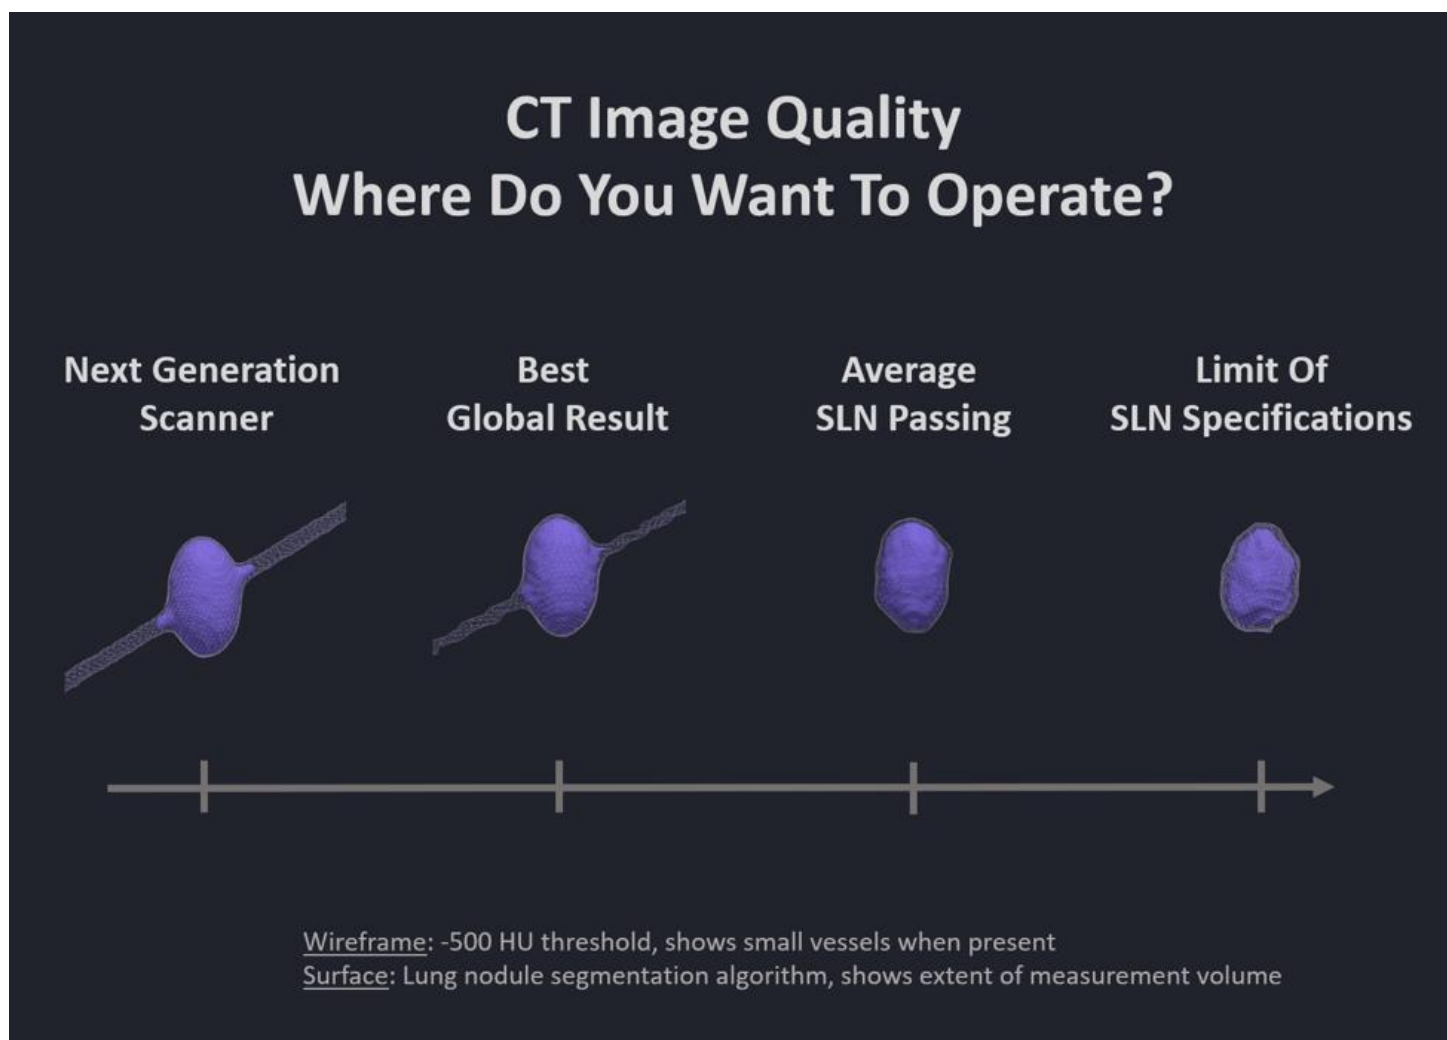 CT Image Quality
Where Do You Want To Operate?
Next Generation
Scanner
Best
Global Result
Average
SLN Passing
Limit Of
SLN Specifications
Wireframe: -500 HU threshold, shows small vessels when present
Surface: Lung nodule segmentation algorithm, shows extent of measurement volume